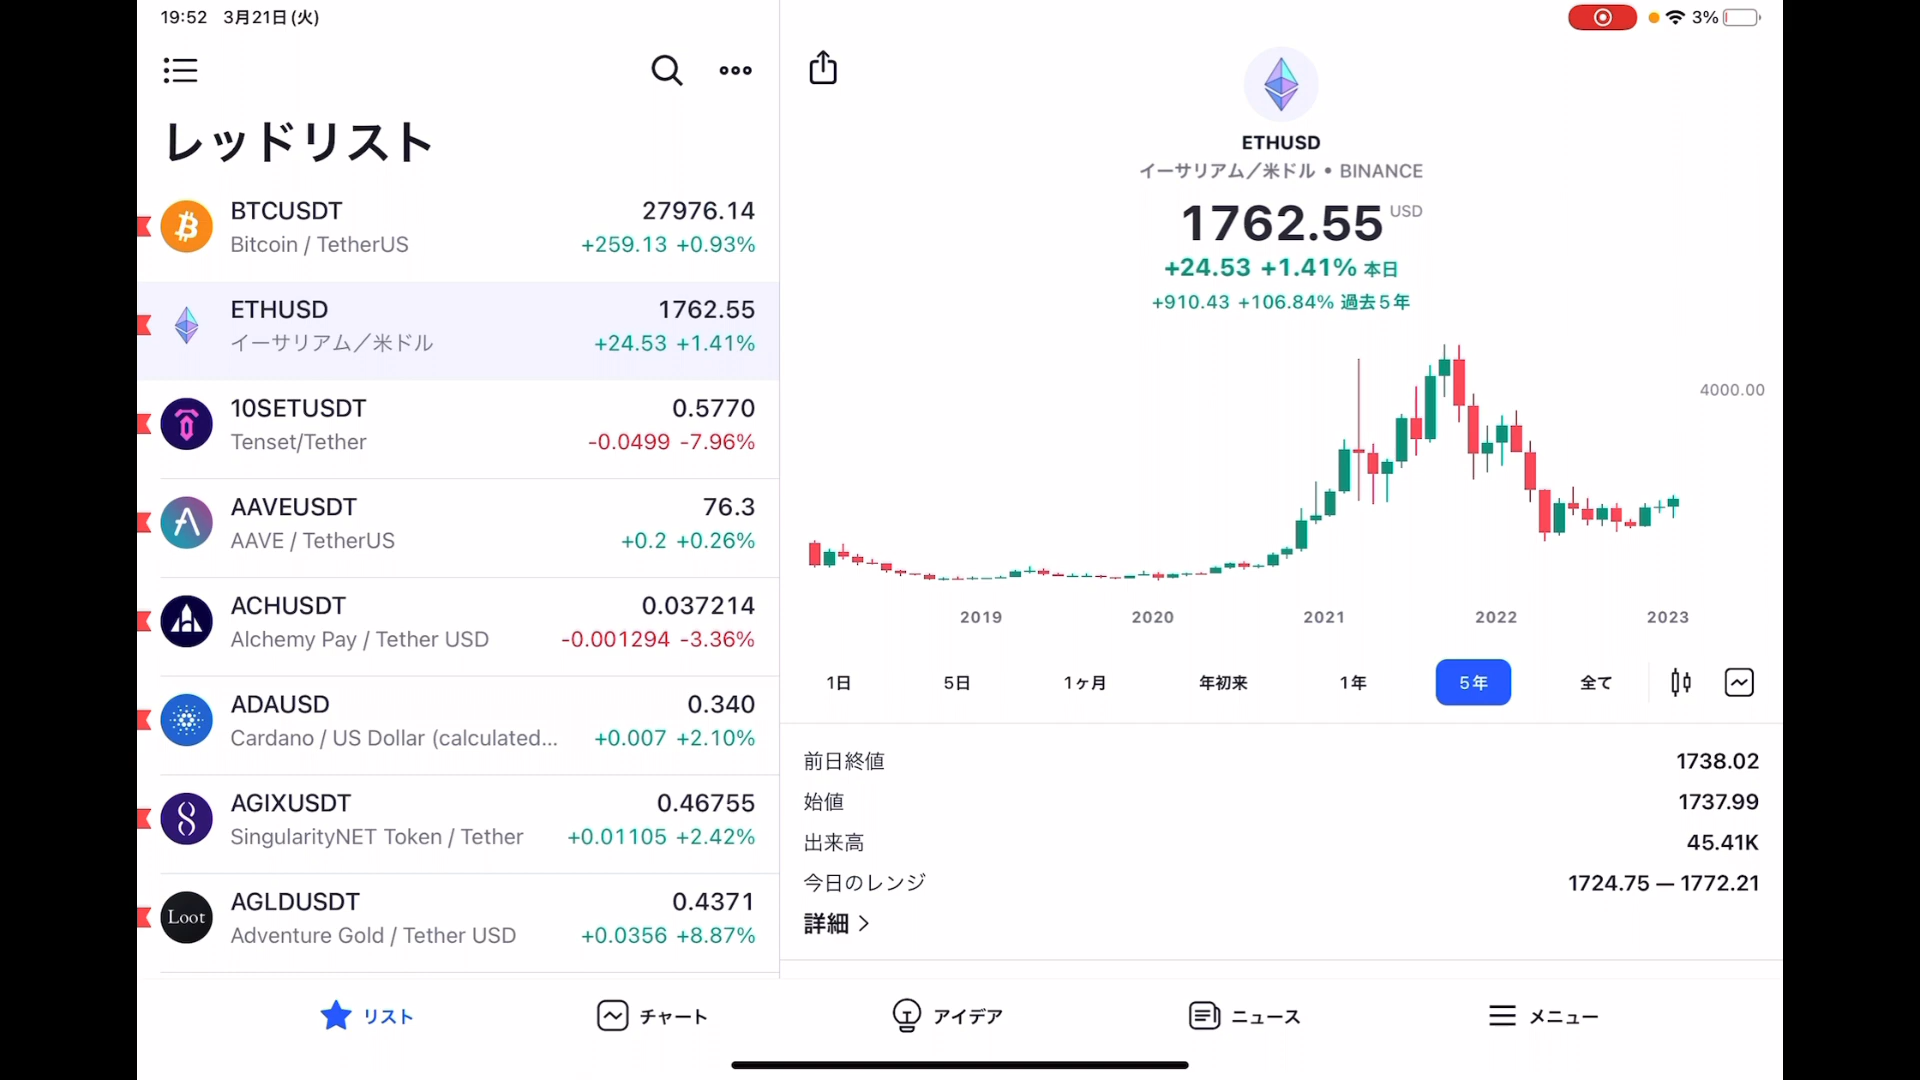 19:52 3月21日(火)
3%
レッドリスト
BTCUSDT 27976.14
Bitcoin / TetherUS +259.13 +0.93%
ETHUSD 1762.55
イーサリアム／米ドル +24.53 +1.41%
10SETUSDT 0.5770
Tenset/Tether -0.0499 -7.96%
AAVEUSDT 76.3
AAVE / TetherUS +0.2 +0.26%
ACHUSDT 0.037214
Alchemy Pay / Tether USD -0.001294 -3.36%
ADAUSD 0.340
Cardano / US Dollar (calculated... +0.007 +2.10%
AGIXUSDT 0.46755
SingularityNET Token / Tether +0.01105 +2.42%
Loot
AGLDUSDT 0.4371
Adventure Gold / Tether USD +0.0356 +8.87%
ETHUSD
イーサリアム／米ドル • BINANCE
1762.55 USD
+24.53 +1.41% 本日
+910.43 +106.84% 過去5年
4000.00
2019 2020 2021 2022 2023
1日 5日 1ヶ月 年初来 1年 5年 全て
前日終値 1738.02
始値 1737.99
出来高 45.41K
今日のレンジ 1724.75 — 1772.21
詳細
リスト チャート アイデア ニュース メニュー